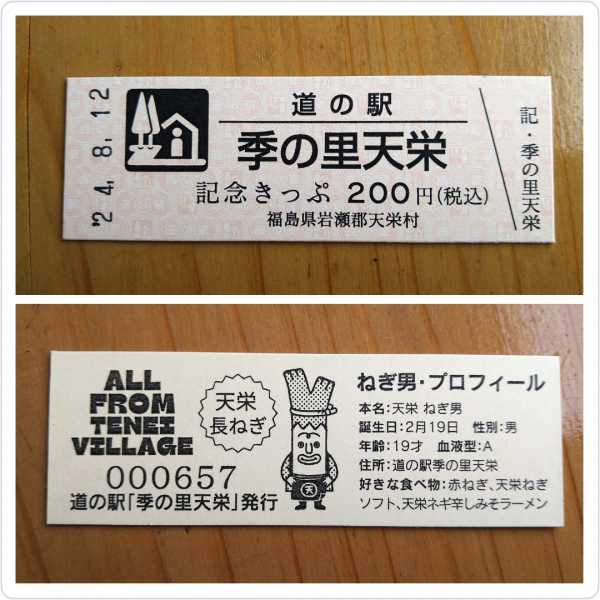 24.8.12
道の駅
季の里天栄
記念きっぷ 200円(税込)
福島県岩瀬郡天栄村
記・季の里天栄
ALL
FROM
TENEI
VILLAGE
天栄
長ねぎ
000657
道の駅「季の里天栄」発行
天
ねぎ男・プロフィール
本名:天栄 ねぎ男
誕生日:2月19日 性別:男
年齢:19才 血液型:A
住所:道の駅季の里天栄
好きな食べ物:赤ねぎ、天栄ねぎ
ソフト、天栄ネギ辛しみそラーメン